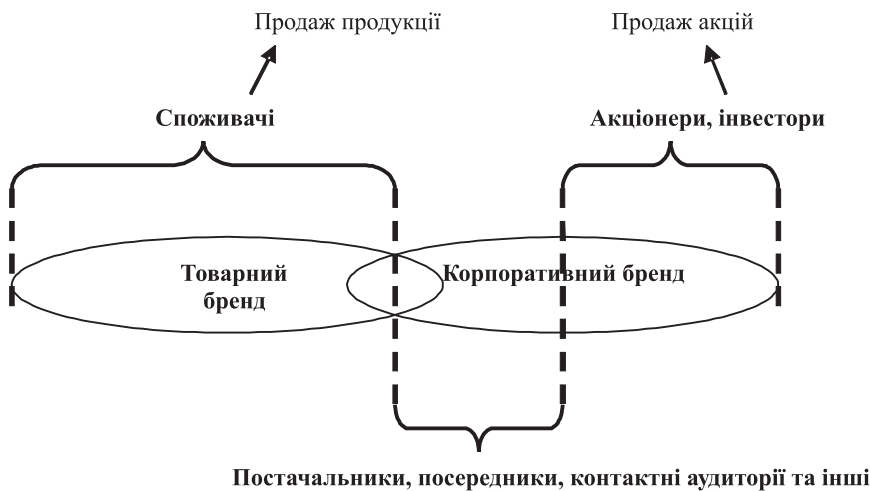 Продаж продукції
Продаж акцій
Споживачі
Акціонери, інвестори
Товарний
бренд
Корпоративний бренд
Постачальники, посередники, контактні аудиторії та інші